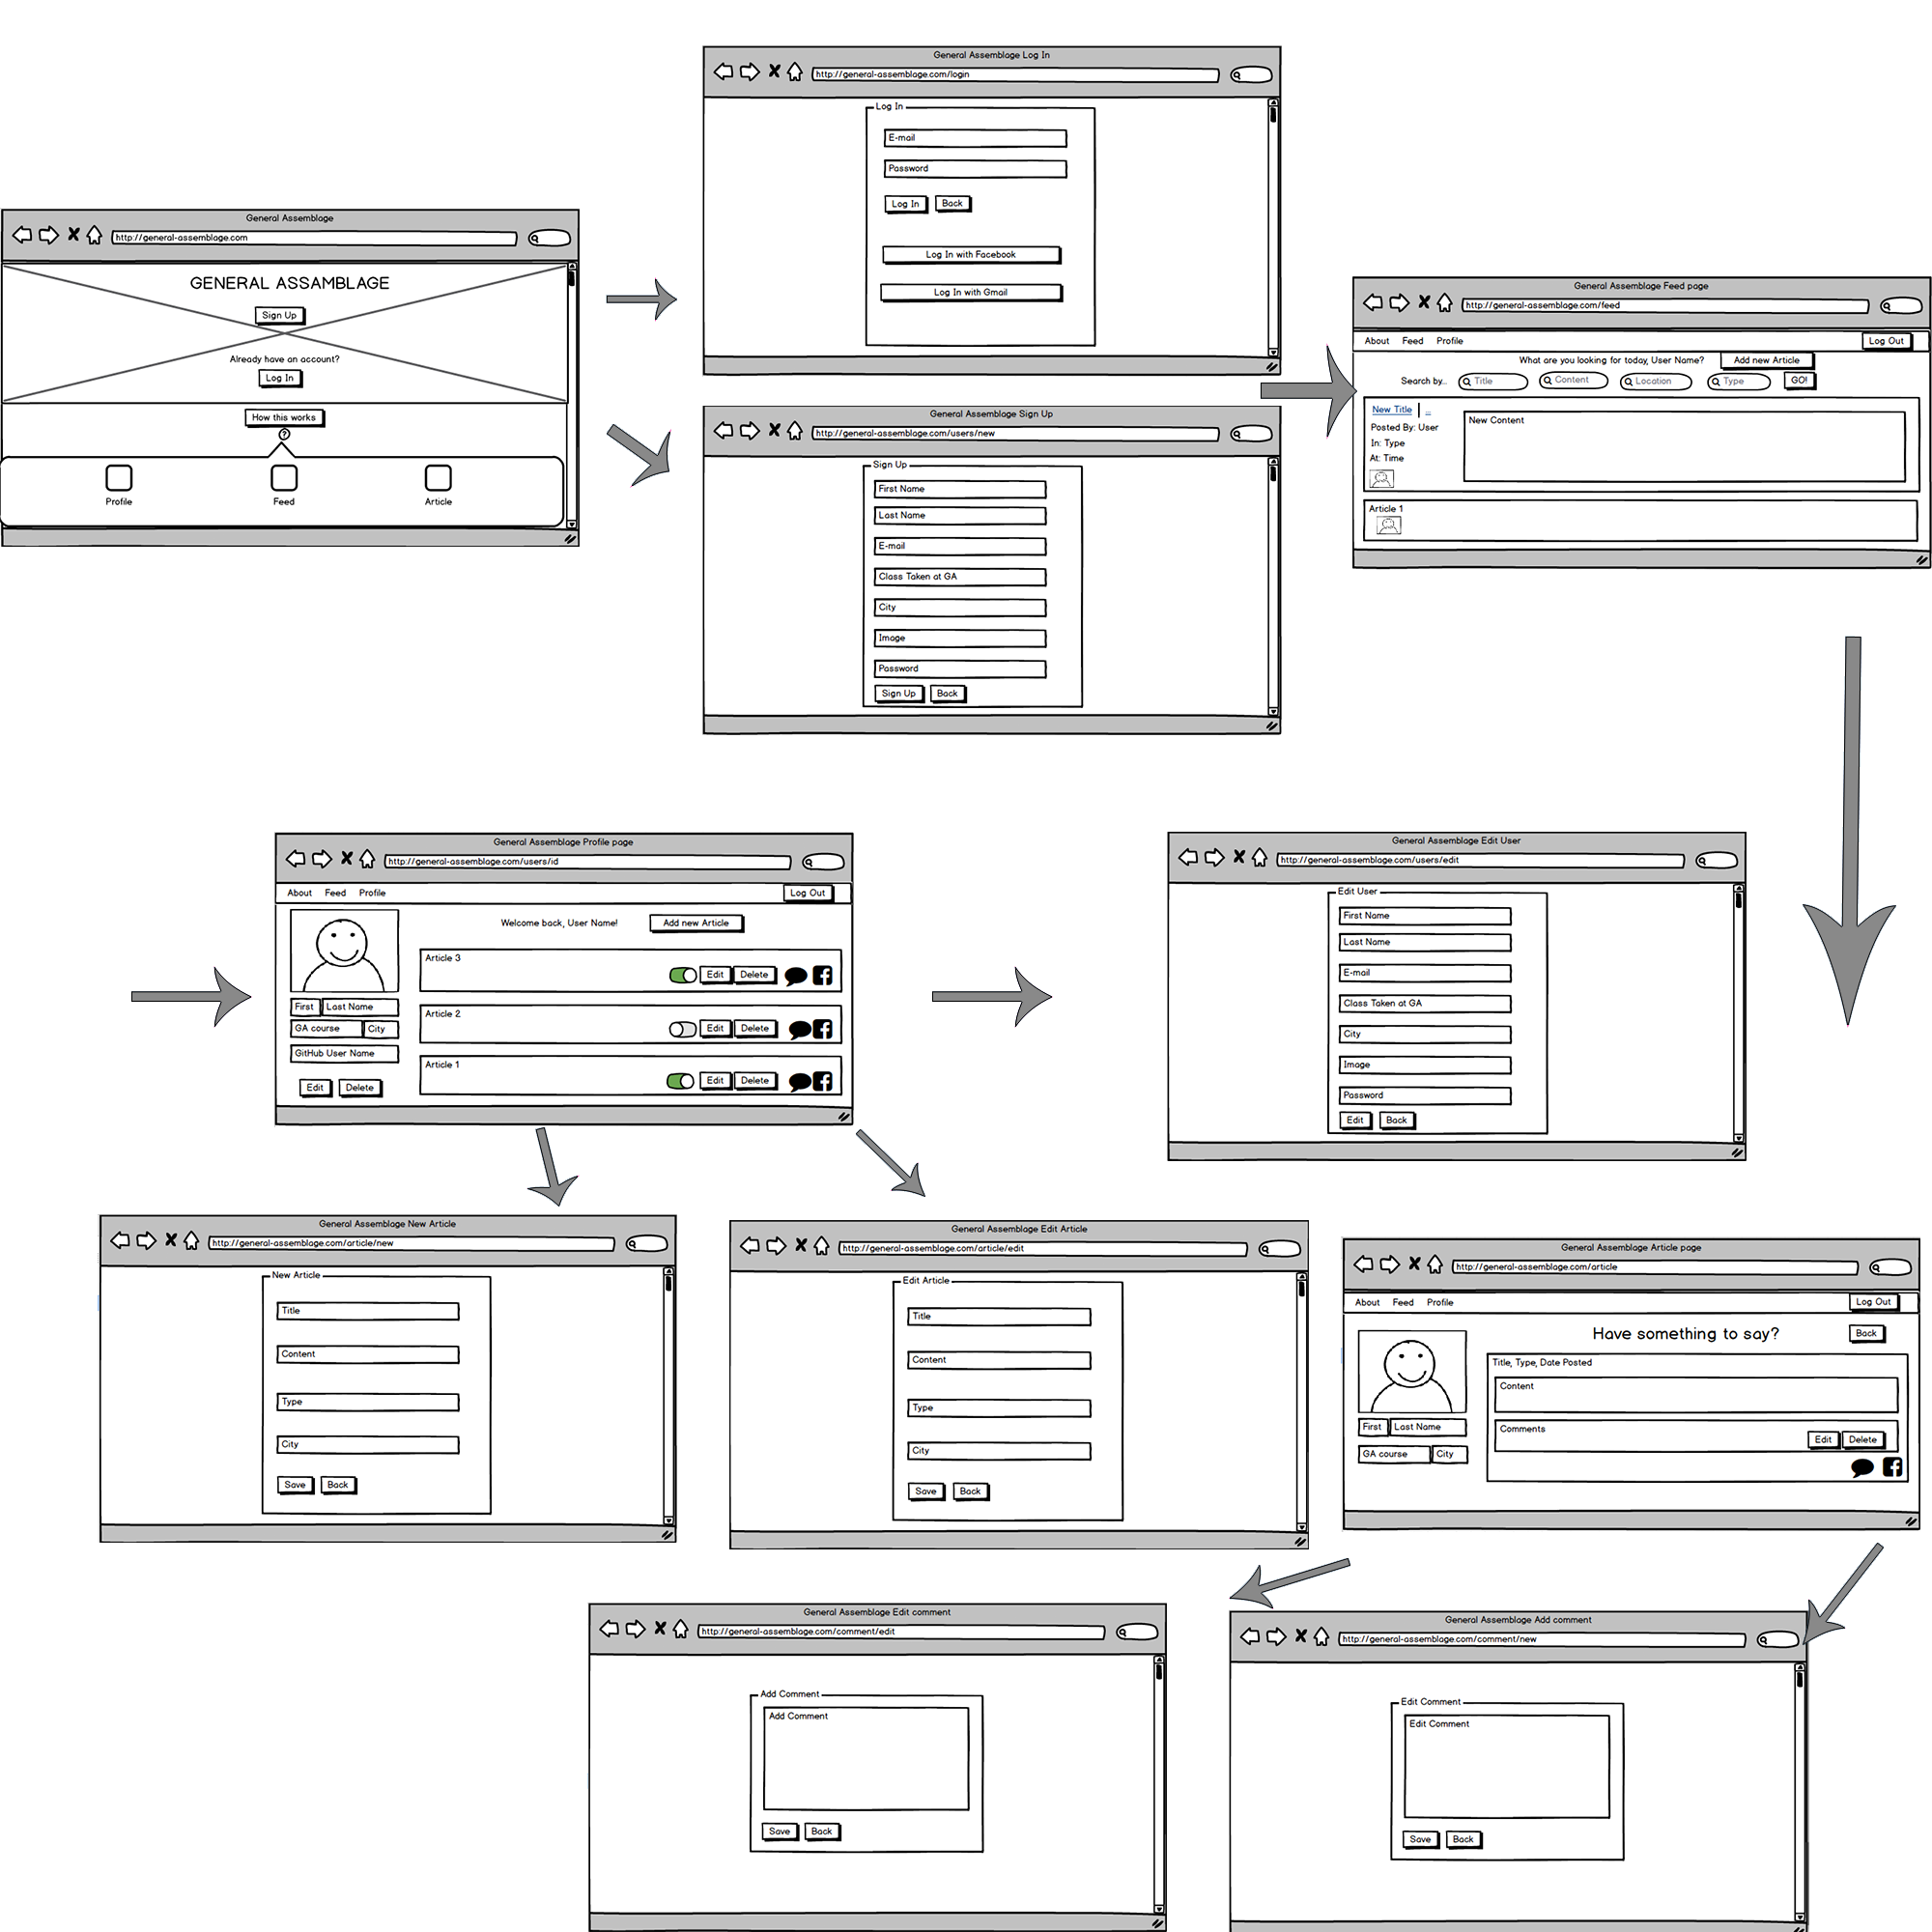 General Assemblage
http://general-assemblage.com
GENERAL ASSAMBLAGE
Sign Up
Already have an account?
Log In
How this works
?
Profile
Feed
Article
General Assemblage Log In
http://general-assemblage.com/login
Log In
E-mail
Password
Log In
Back
Log In with Facebook
Log In with Gmail
General Assemblage Sign Up
http://general-assemblage.com/users/new
Sign Up
First Name
Last Name
E-mail
Class Taken at GA
City
Image
Password
Sign Up
Back
General Assemblage Feed page
http://general-assemblage.com/feed
About Feed Profile
Log Out
What are you looking for today, User Name?
Add new Article
Search by...
Title
Content
Location
Type
GO!
New Title | ...
Posted By: User
In: Type
At: Time
New Content
Article 1
General Assemblage Profile page
http://general-assemblage.com/users/id
About Feed Profile
Log Out
Welcome back, User Name!
Add new Article
First
Last Name
GA course
City
GitHub User Name
Edit
Delete
Article 3
Edit
Delete
Article 2
Edit
Delete
Article 1
Edit
Delete
General Assemblage Edit User
http://general-assemblage.com/users/edit
Edit User
First Name
Last Name
E-mail
Class Taken at GA
City
Image
Password
Edit
Back
General Assemblage New Article
http://general-assemblage.com/article/new
New Article
Title
Content
Type
City
Save
Back
General Assemblage Edit Article
http://general-assemblage.com/article/edit
Edit Article
Title
Content
Type
City
Save
Back
General Assemblage Article page
http://general-assemblage.com/article
About Feed Profile
Log Out
Have something to say?
Back
First
Last Name
GA course
City
Title, Type, Date Posted
Content
Comments
Edit
Delete
General Assemblage Edit comment
http://general-assemblage.com/comment/edit
Add Comment
Add Comment
Save
Back
General Assemblage Add comment
http://general-assemblage.com/comment/new
Edit Comment
Edit Comment
Save
Back